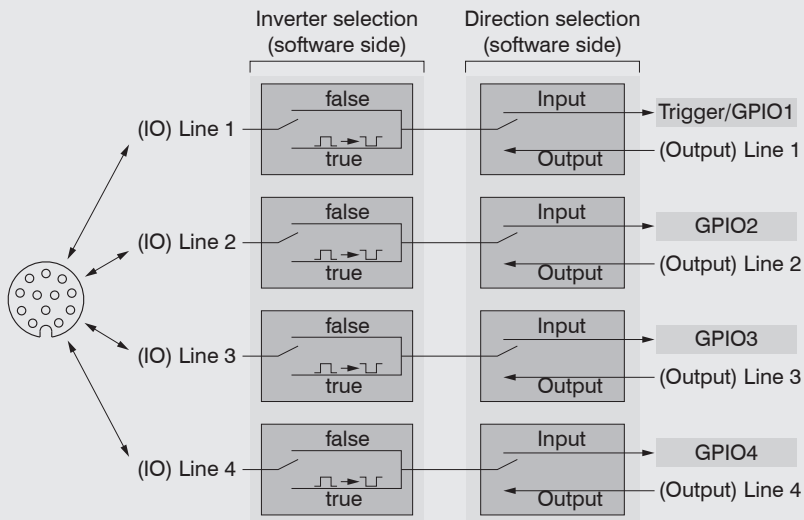 Inverter selection
(software side)
Direction selection
(software side)
(IO) Line 1
false
true
Input
Output
Trigger/GPIO1
(Output) Line 1
(IO) Line 2
false
true
Input
Output
GPIO2
(Output) Line 2
(IO) Line 3
false
true
Input
Output
GPIO3
(Output) Line 3
(IO) Line 4
false
true
Input
Output
GPIO4
(Output) Line 4